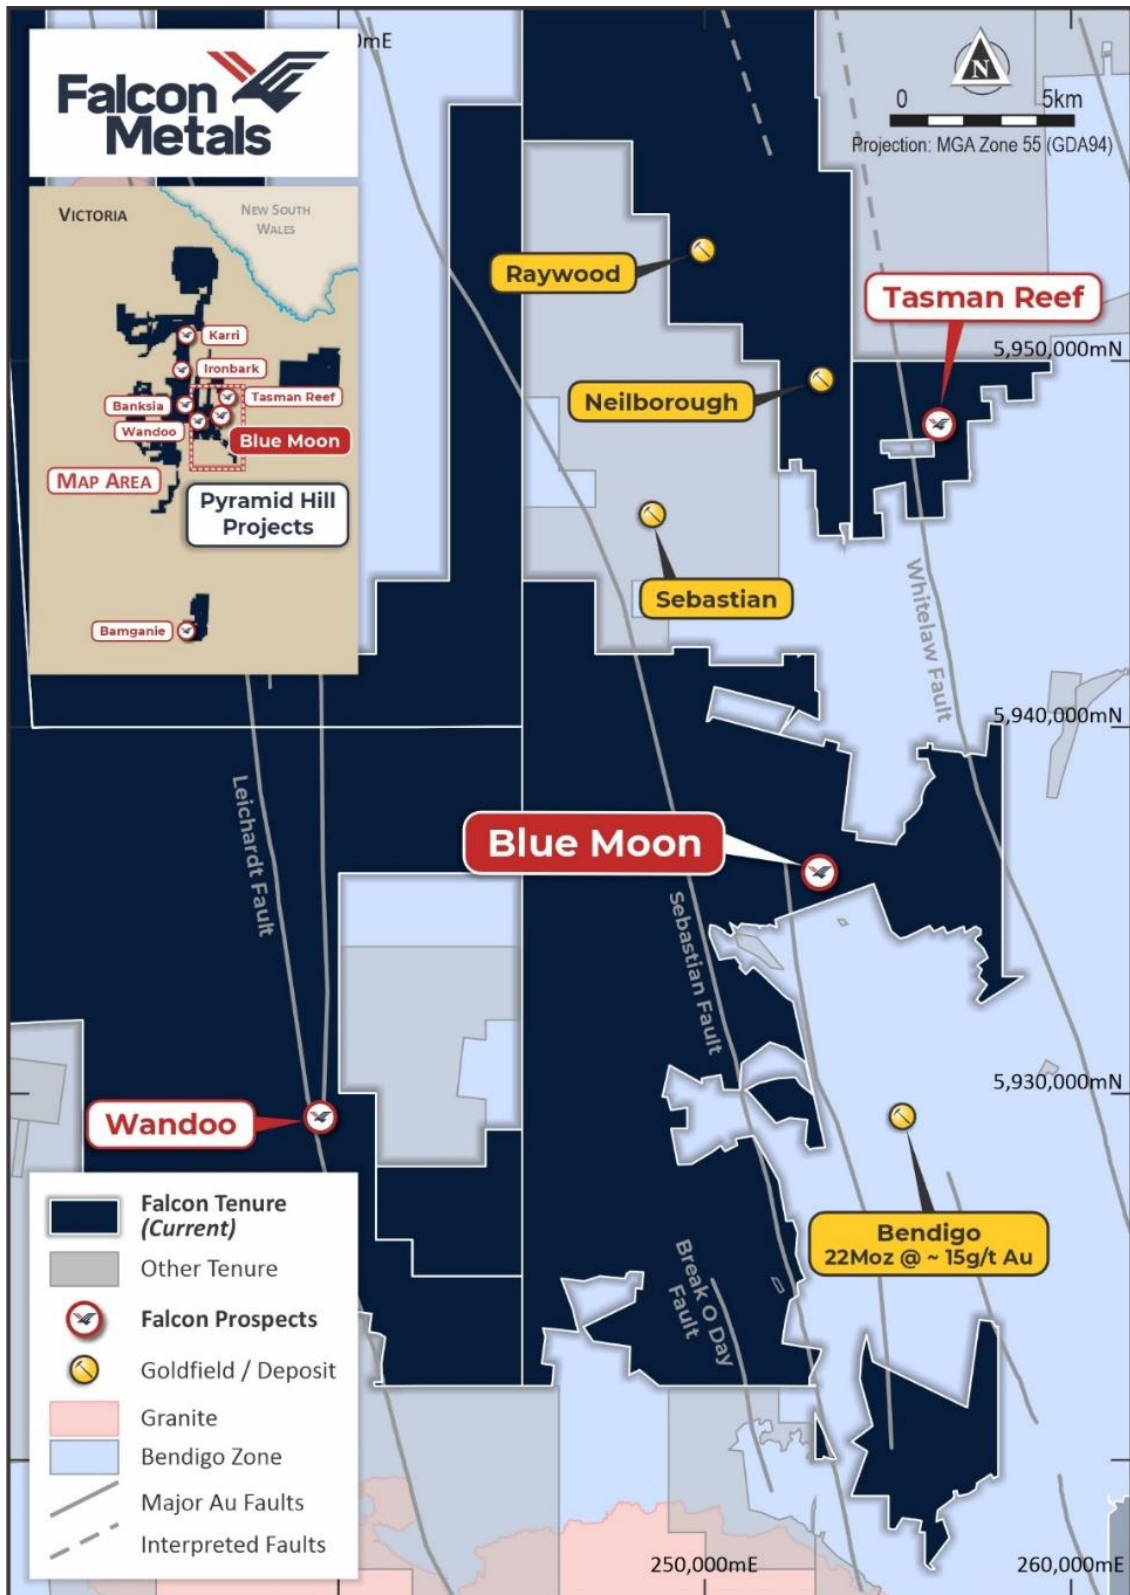 Falcon
Metals
0mE
N
0 5km
Projection: MGA Zone 55 (GDA94)
VICTORIA
NEW SOUTH
WALES
Karri
Ironbark
Banksia
Tasman Reef
Wandoo
Blue Moon
MAP AREA
Pyramid Hill
Projects
Bamganie
Raywood
Tasman Reef
5,950,000mN
Neilborough
Sebastian
Whitelaw Fault
5,940,000mN
Leichardt Fault
Blue Moon
Sebastian Fault
5,930,000mN
Wandoo
Bendigo
22Moz @ ~ 15g/t Au
Break O Day
Fault
Falcon Tenure
(Current)
Other Tenure
Falcon Prospects
Goldfield / Deposit
Granite
Bendigo Zone
Major Au Faults
Interpreted Faults
250,000mE
260,000mE